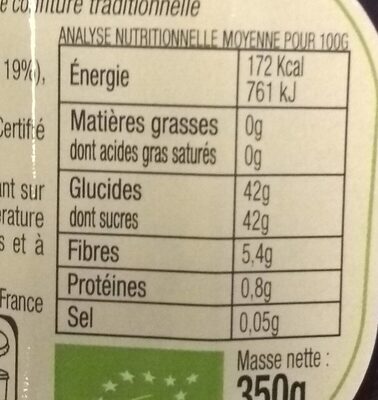 confiture traditionnelle
ANALYSE NUTRITIONNELLE MOYENNE POUR 100G
19%),
Énergie 172 Kcal
761 kJ
Certifié
Matières grasses 0g
dont acides gras saturés 0g
sur
Glucides 42g
dont sucres 42g
s et à
Fibres 5,4g
Protéines 0,8g
France
Sel 0,05g
Masse nette :
350g